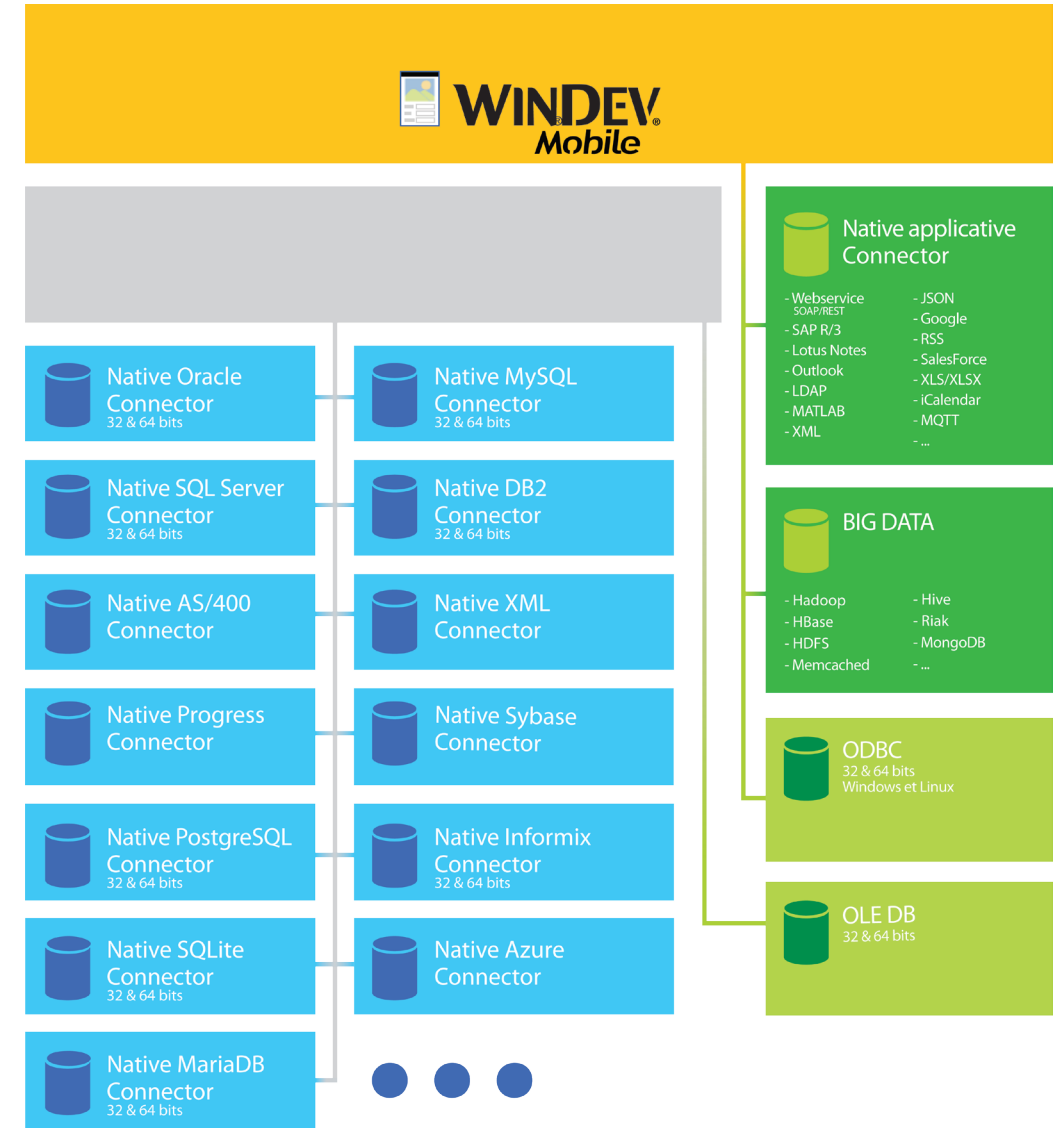 WINDEV®
Mobile
Native Oracle
Connector
32 & 64 bits
Native MySQL
Connector
32 & 64 bits
Native SQL Server
Connector
32 & 64 bits
Native DB2
Connector
32 & 64 bits
Native AS/400
Connector
Native XML
Connector
Native Progress
Connector
Native Sybase
Connector
Native PostgreSQL
Connector
32 & 64 bits
Native Informix
Connector
32 & 64 bits
Native SQLite
Connector
32 & 64 bits
Native Azure
Connector
Native MariaDB
Connector
32 & 64 bits
Native applicative
Connector
- Webservice
SOAP/REST
- SAP R/3
- Lotus Notes
- Outlook
- LDAP
- MATLAB
- XML
- JSON
- Google
- RSS
- SalesForce
- XLS/XLSX
- iCalendar
- MQTT
- ...
BIG DATA
- Hadoop
- HBase
- HDFS
- Memcached
- Hive
- Riak
- MongoDB
- ...
ODBC
32 & 64 bits
Windows et Linux
OLE DB
32 & 64 bits